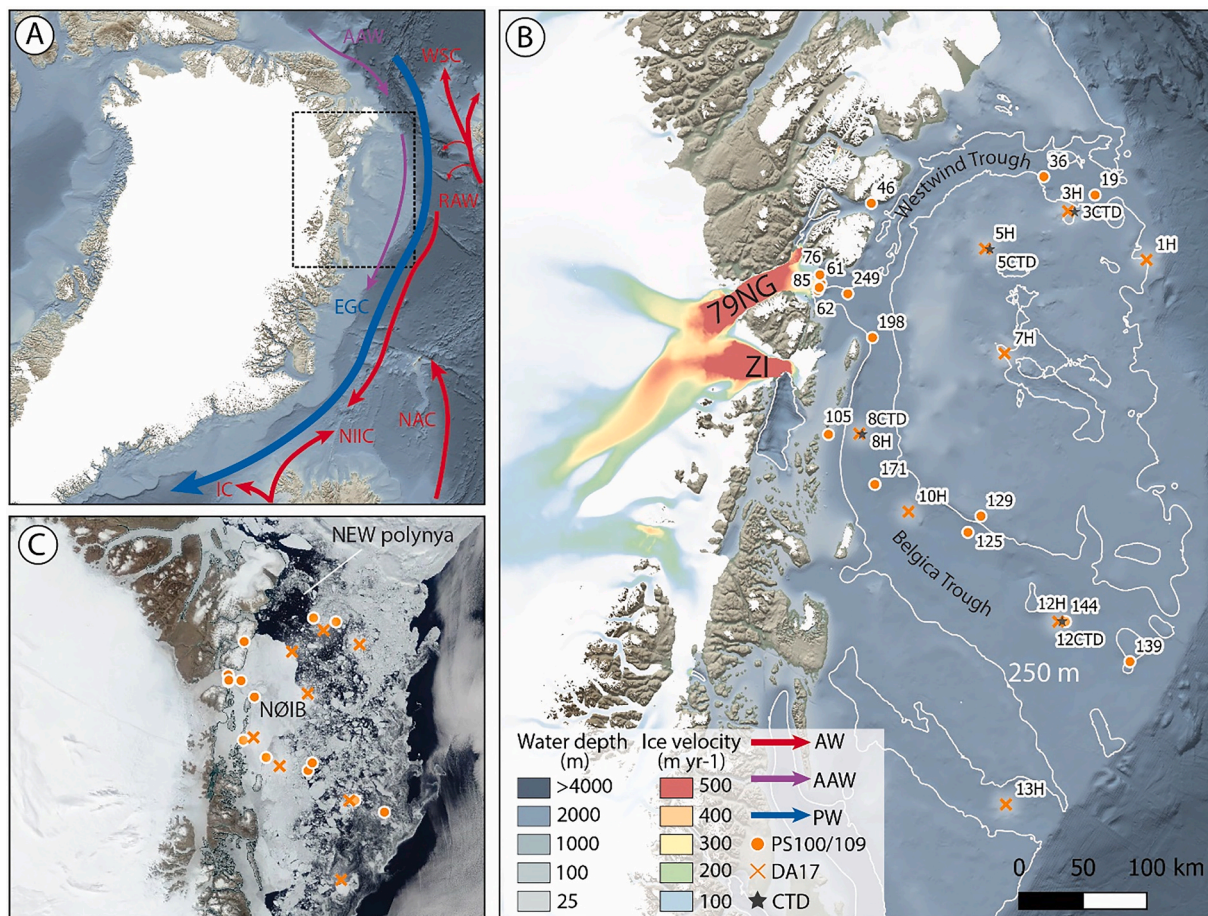 A
AAW
WSC
RAW
EGC
NAC
NIIC
IC
B
Westwind Trough
36
19
46
3H
3CTD
5H
5CTD
1H
76
61
85
249
62
79NG
198
7H
ZI
105
8CTD
8H
171
10H
129
125
Belgica Trough
12H
144
12CTD
139
250 m
13H
C
NEW polynya
NØIB
Water depth
(m)
>4000
2000
1000
100
25
Ice velocity
(m yr-1)
500
400
300
200
100
AW
AAW
PW
PS100/109
DA17
CTD
0 50 100 km